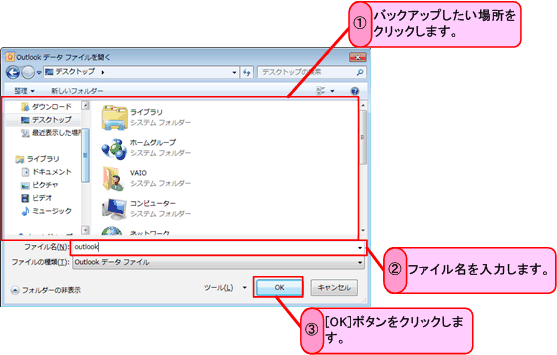 ① バックアップしたい場所を
クリックします。
Outlook データ ファイルを開く
デスクトップ
デスクトップの検索
整理 新しいフォルダー
ダウンロード
デスクトップ
最近表示した場所
ライブラリ
ドキュメント
ピクチャ
ビデオ
ミュージック
ライブラリ
システム フォルダー
ホームグループ
システム フォルダー
VAIO
システム フォルダー
コンピューター
システム フォルダー
ネットワーク
ファイル名(N): outlook
ファイルの種類(T): Outlook データ ファイル
フォルダーの非表示
ツール(L) OK キャンセル
② ファイル名を入力します。
③ [OK]ボタンをクリックしま
す。